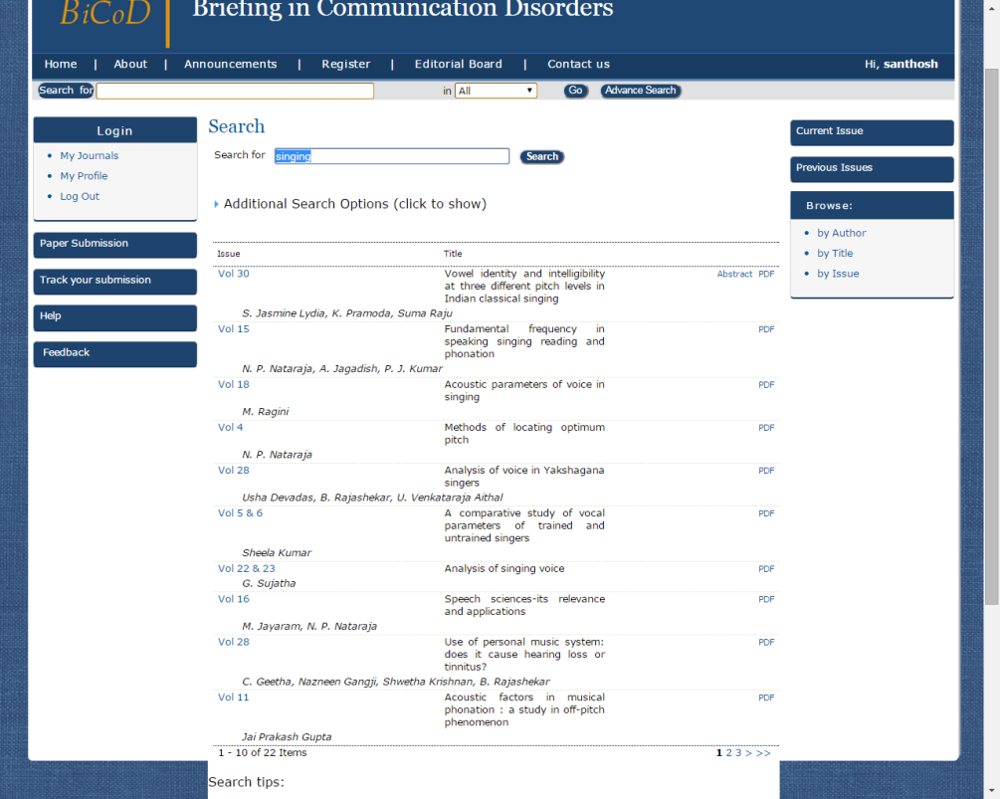 BiCoD
Briefing in Communication Disorders
Home | About | Announcements | Register | Editorial Board | Contact us
Hi, santhosh
Search for in All Go Advance Search
Login
My Journals
My Profile
Log Out
Paper Submission
Track your submission
Help
Feedback
Search
Search for singing Search
Additional Search Options (click to show)
Issue Title
Vol 30 Vowel identity and intelligibility Abstract PDF
at three different pitch levels in
Indian classical singing
S. Jasmine Lydia, K. Pramoda, Suma Raju
Vol 15 Fundamental frequency in PDF
speaking singing reading and
phonation
N. P. Nataraja, A. Jagadish, P. J. Kumar
Vol 18 Acoustic parameters of voice in PDF
singing
M. Ragini
Vol 4 Methods of locating optimum PDF
pitch
N. P. Nataraja
Vol 28 Analysis of voice in Yakshagana PDF
singers
Usha Devadas, B. Rajashekar, U. Venkataraja Aithal
Vol 5 & 6 A comparative study of vocal PDF
parameters of trained and
untrained singers
Sheela Kumar
Vol 22 & 23 Analysis of singing voice PDF
G. Sujatha
Vol 16 Speech sciences-its relevance PDF
and applications
M. Jayaram, N. P. Nataraja
Vol 28 Use of personal music system: PDF
does it cause hearing loss or
tinnitus?
C. Geetha, Nazneen Gangji, Shwetha Krishnan, B. Rajashekar
Vol 11 Acoustic factors in musical PDF
phonation : a study in off-pitch
phenomenon
Jai Prakash Gupta
1 - 10 of 22 Items 1 2 3 > >>
Search tips:
Current Issue
Previous Issues
Browse:
by Author
by Title
by Issue